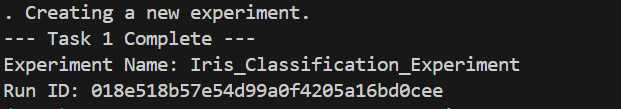 . Creating a new experiment.
--- Task 1 Complete ---
Experiment Name: Iris_Classification_Experiment
Run ID: 018e518b57e54d99a0f4205a16bd0cee